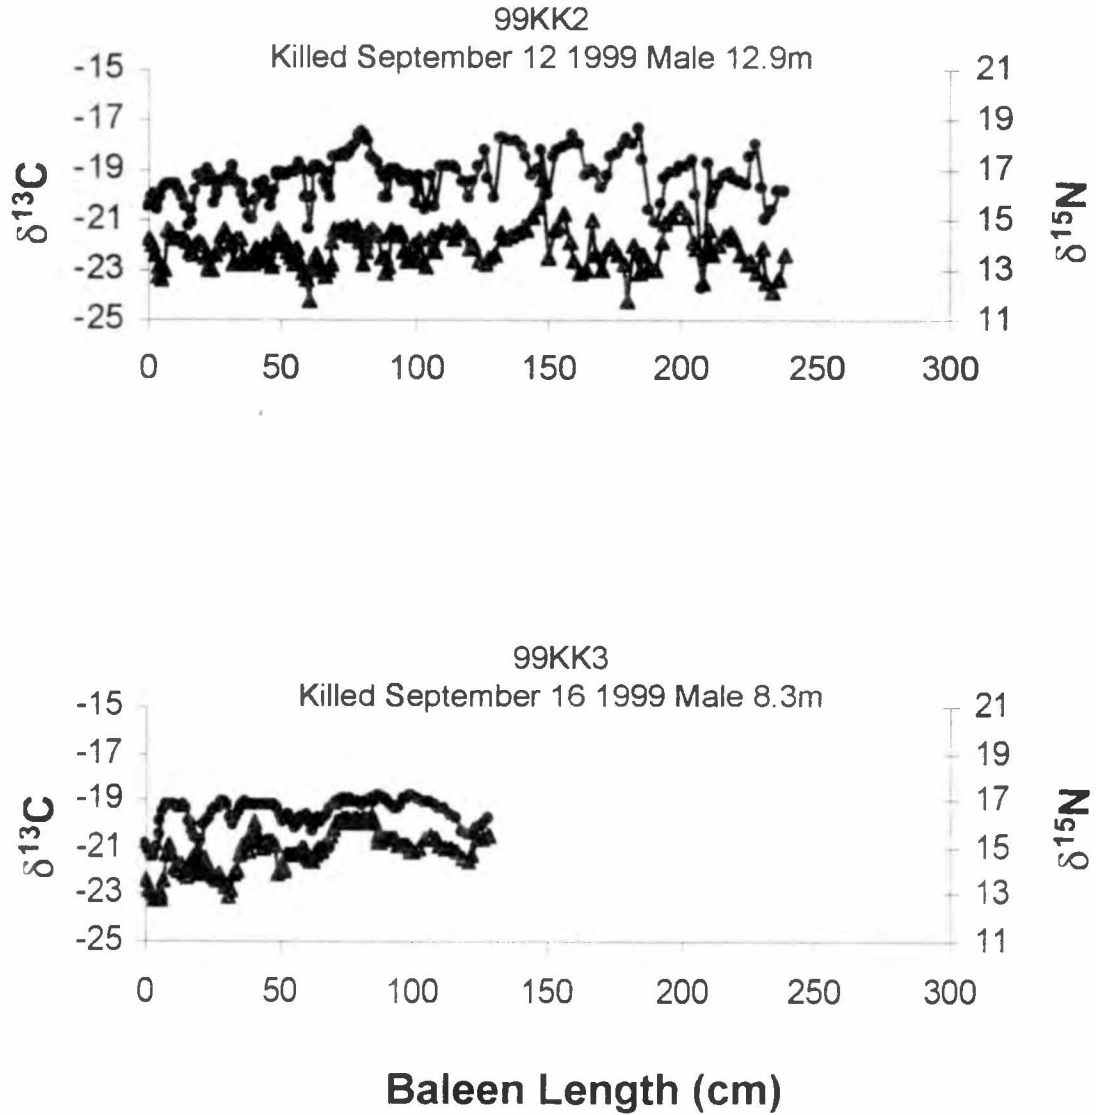 99KK2
Killed September 12 1999 Male 12.9m
-15
-17
-19
-21
-23
-25
δ13C
21
19
17
15
13
11
δ15N
0 50 100 150 200 250 300
99KK3
Killed September 16 1999 Male 8.3m
-15
-17
-19
-21
-23
-25
δ13C
21
19
17
15
13
11
δ15N
0 50 100 150 200 250 300
Baleen Length (cm)